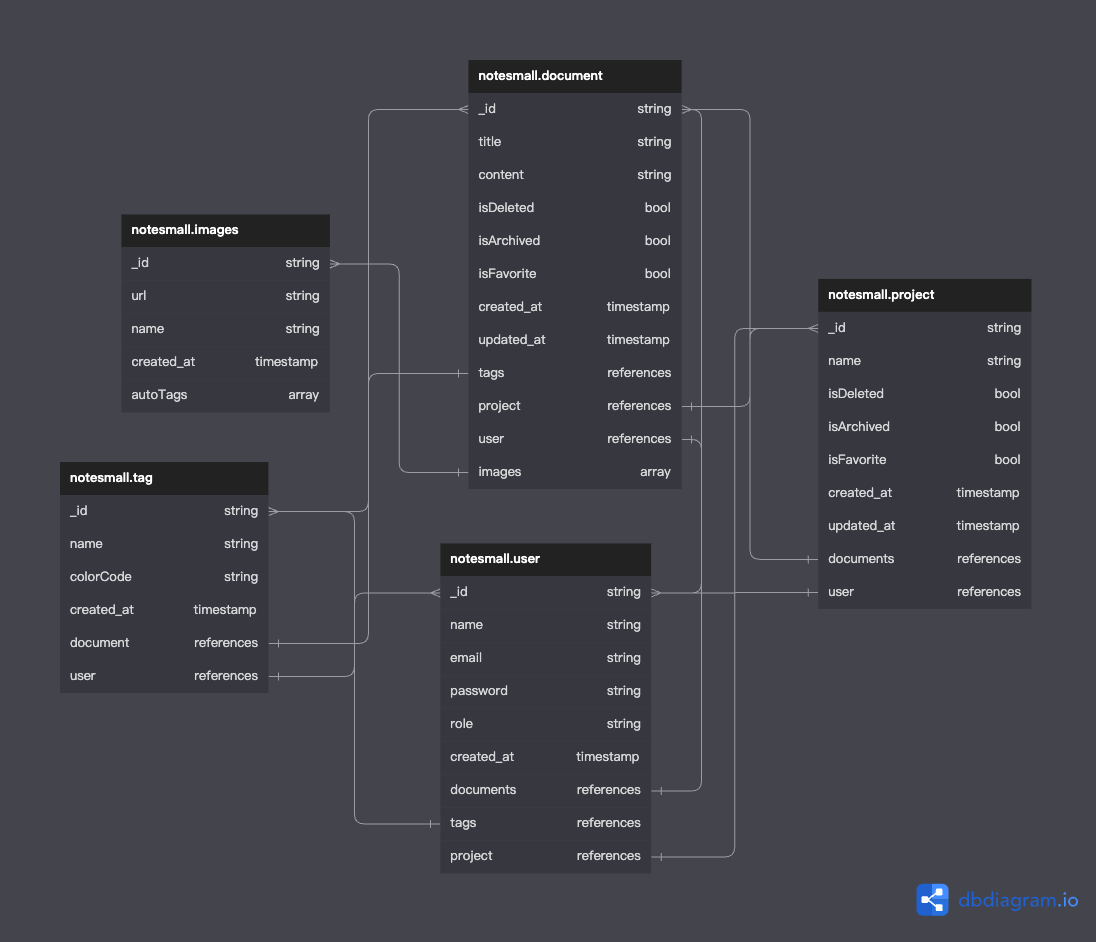 notesmall.document
_id string
title string
content string
isDeleted bool
isArchived bool
isFavorite bool
created_at timestamp
updated_at timestamp
tags references
project references
user references
images array
notesmall.images
_id string
url string
name string
created_at timestamp
autoTags array
notesmall.project
_id string
name string
isDeleted bool
isArchived bool
isFavorite bool
created_at timestamp
updated_at timestamp
documents references
user references
notesmall.tag
_id string
name string
colorCode string
created_at timestamp
document references
user references
notesmall.user
_id string
name string
email string
password string
role string
created_at timestamp
documents references
tags references
project references
dbdiagram.io